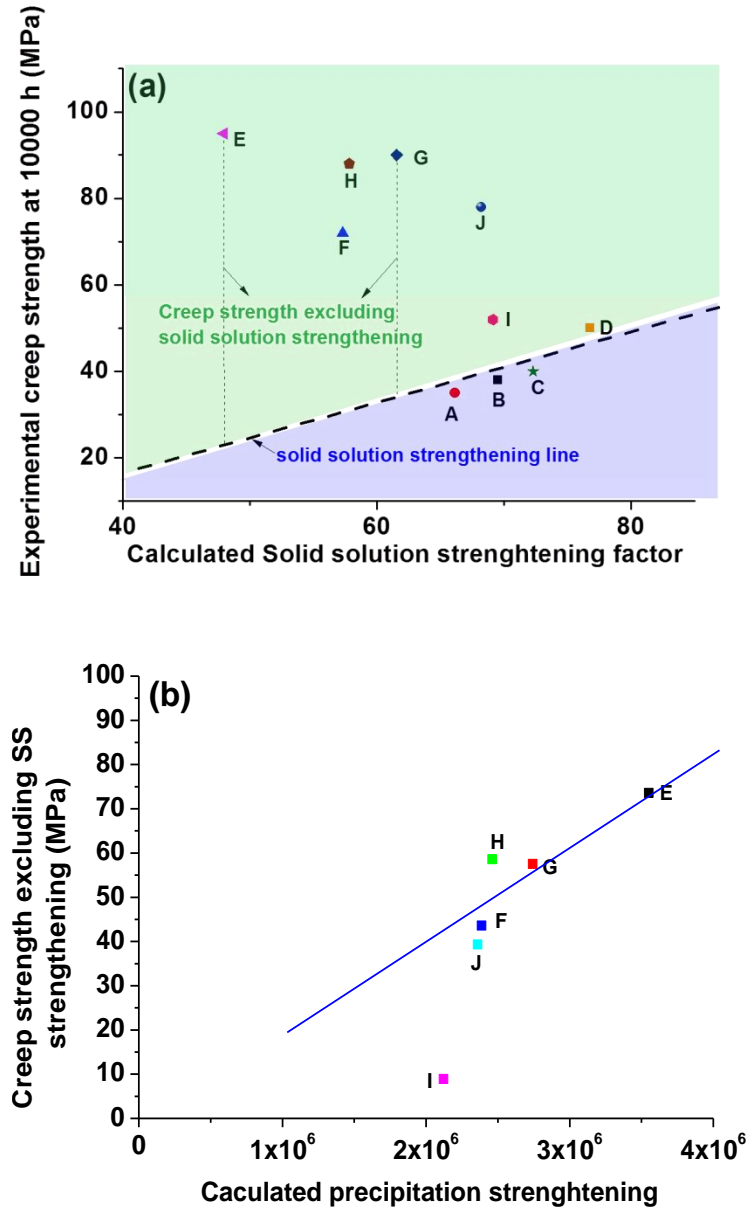 (a)
Experimental creep strength at 10000 h (MPa)
100
80
60
40
20
E
H
G
F
J
Creep strength excluding
solid solution strengthening
I
D
A
B
C
solid solution strengthening line
40
60
80
Calculated Solid solution strenghtening factor
(b)
Creep strength excluding SS
strengthening (MPa)
100
90
80
70
60
50
40
30
20
10
0
E
H
G
F
J
I
0
1x10⁶
2x10⁶
3x10⁶
4x10⁶
Caculated precipitation strenghtening